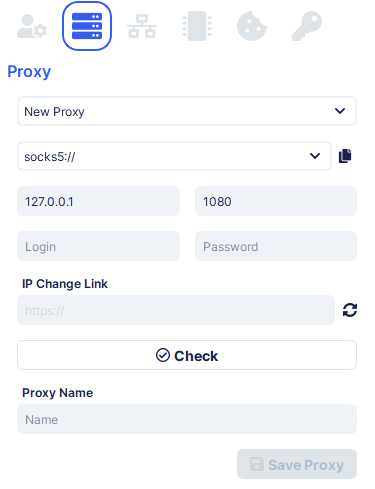 Proxy
New Proxy
socks5://
127.0.0.1 1080
Login Password
IP Change Link
https://
Check
Proxy Name
Name
Save Proxy